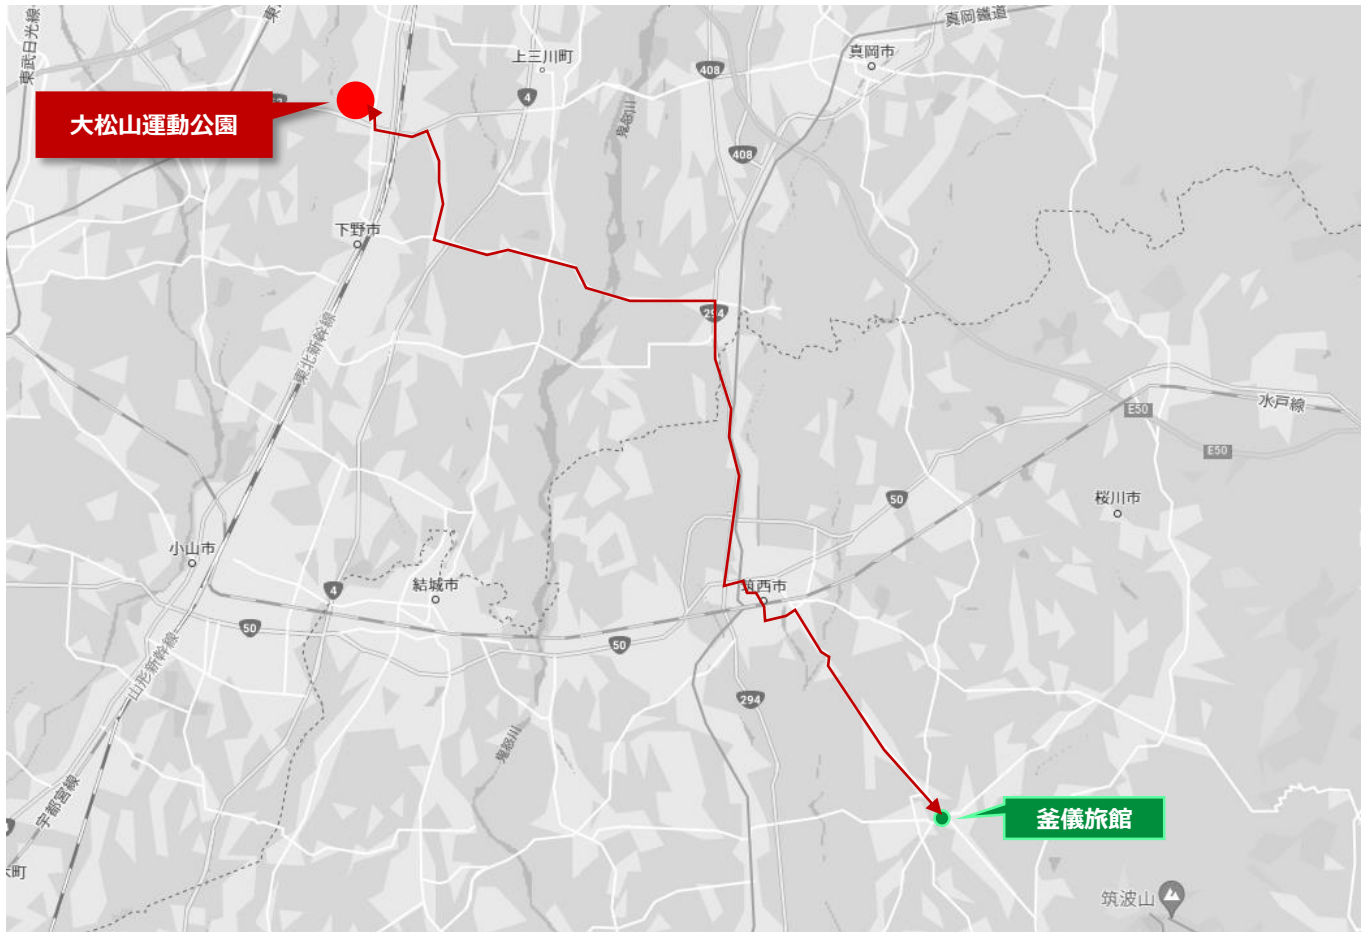 東武日光線
真岡鐵道
上三川町
真岡市
408
4
大松山運動公園
鬼怒川
408
下野市
294
東北新幹線
水戸線
E50
E50
50
桜川市
小山市
結城市
筑西市
4
50
50
山形新幹線
294
鬼怒川
宇都宮線
釜儀旅館
筑波山